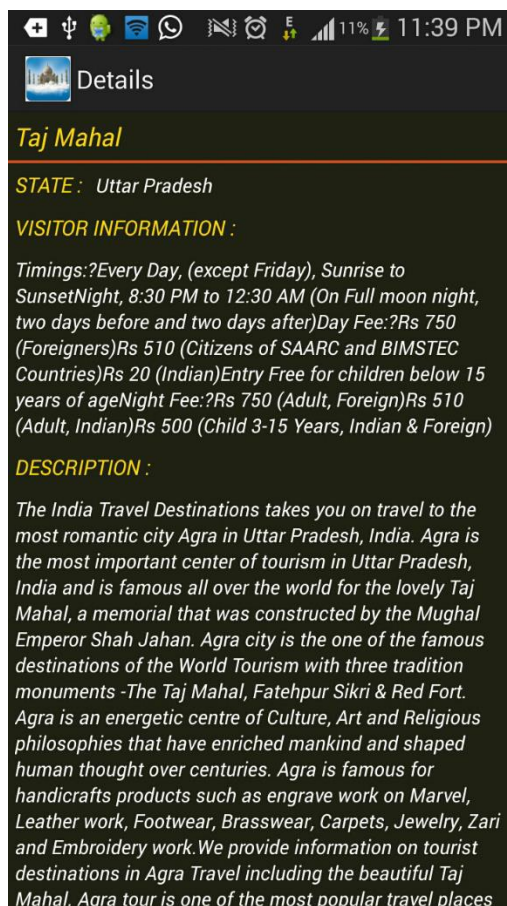 E
11%
11:39 PM
Details
Taj Mahal
STATE : Uttar Pradesh
VISITOR INFORMATION :
Timings:?Every Day, (except Friday), Sunrise to
SunsetNight, 8:30 PM to 12:30 AM (On Full moon night,
two days before and two days after)Day Fee:?Rs 750
(Foreigners)Rs 510 (Citizens of SAARC and BIMSTEC
Countries)Rs 20 (Indian)Entry Free for children below 15
years of ageNight Fee:?Rs 750 (Adult, Foreign)Rs 510
(Adult, Indian)Rs 500 (Child 3-15 Years, Indian & Foreign)
DESCRIPTION :
The India Travel Destinations takes you on travel to the
most romantic city Agra in Uttar Pradesh, India. Agra is
the most important center of tourism in Uttar Pradesh,
India and is famous all over the world for the lovely Taj
Mahal, a memorial that was constructed by the Mughal
Emperor Shah Jahan. Agra city is the one of the famous
destinations of the World Tourism with three tradition
monuments -The Taj Mahal, Fatehpur Sikri & Red Fort.
Agra is an energetic centre of Culture, Art and Religious
philosophies that have enriched mankind and shaped
human thought over centuries. Agra is famous for
handicrafts products such as engrave work on Marvel,
Leather work, Footwear, Brasswear, Carpets, Jewelry, Zari
and Embroidery work.We provide information on tourist
destinations in Agra Travel including the beautiful Taj
Mahal. Agra tour is one of the most popular travel places